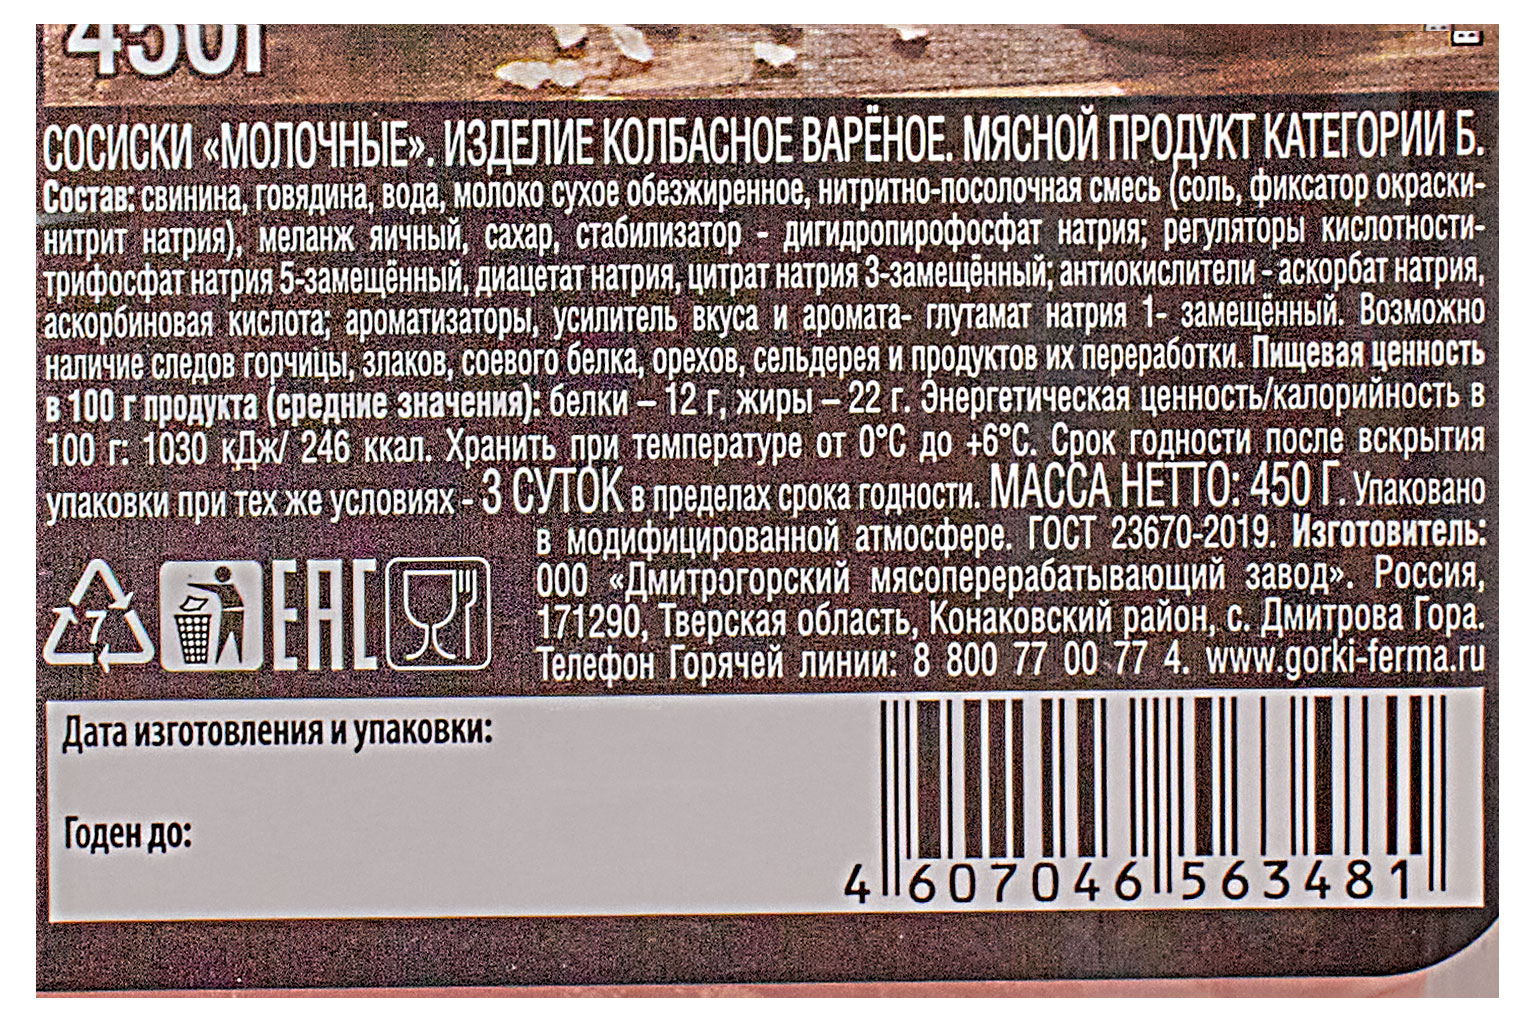 450г
СОСИСКИ «МОЛОЧНЫЕ». ИЗДЕЛИЕ КОЛБАСНОЕ ВАРЁНОЕ. МЯСНОЙ ПРОДУКТ КАТЕГОРИИ Б.
Состав: свинина, говядина, вода, молоко сухое обезжиренное, нитритно-посолочная смесь (соль, фиксатор окраски-
нитрит натрия), меланж яичный, сахар, стабилизатор - дигидропирофосфат натрия; регуляторы кислотности-
трифосфат натрия 5-замещённый, диацетат натрия, цитрат натрия 3-замещённый; антиокислители - аскорбат натрия,
аскорбиновая кислота; ароматизаторы, усилитель вкуса и аромата- глутамат натрия 1- замещённый. Возможно
наличие следов горчицы, злаков, соевого белка, орехов, сельдерея и продуктов их переработки. Пищевая ценность
в 100 г продукта (средние значения): белки – 12 г, жиры – 22 г. Энергетическая ценность/калорийность в
100 г: 1030 кДж/ 246 ккал. Хранить при температуре от 0°С до +6°С. Срок годности после вскрытия
упаковки при тех же условиях - 3 СУТОК в пределах срока годности. МАССА НЕТТО: 450 Г. Упаковано
в модифицированной атмосфере. ГОСТ 23670-2019. Изготовитель:
ООО «Дмитрогорский мясоперерабатывающий завод». Россия,
171290, Тверская область, Конаковский район, с. Дмитрова Гора.
Телефон Горячей линии: 8 800 77 00 77 4. www.gorki-ferma.ru
7
EAC
Дата изготовления и упаковки:
Годен до:
4 607046 563481